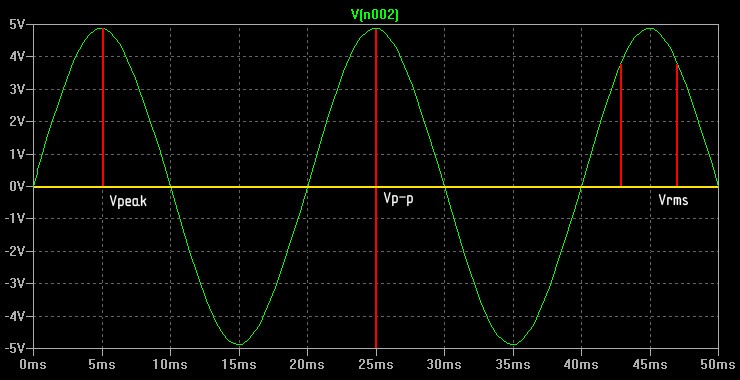 V(n002)
5V
4V
3V
2V
1V
0V
-1V
-2V
-3V
-4V
-5V
Vpeak
Vp-p
Vrms
0ms 5ms 10ms 15ms 20ms 25ms 30ms 35ms 40ms 45ms 50ms